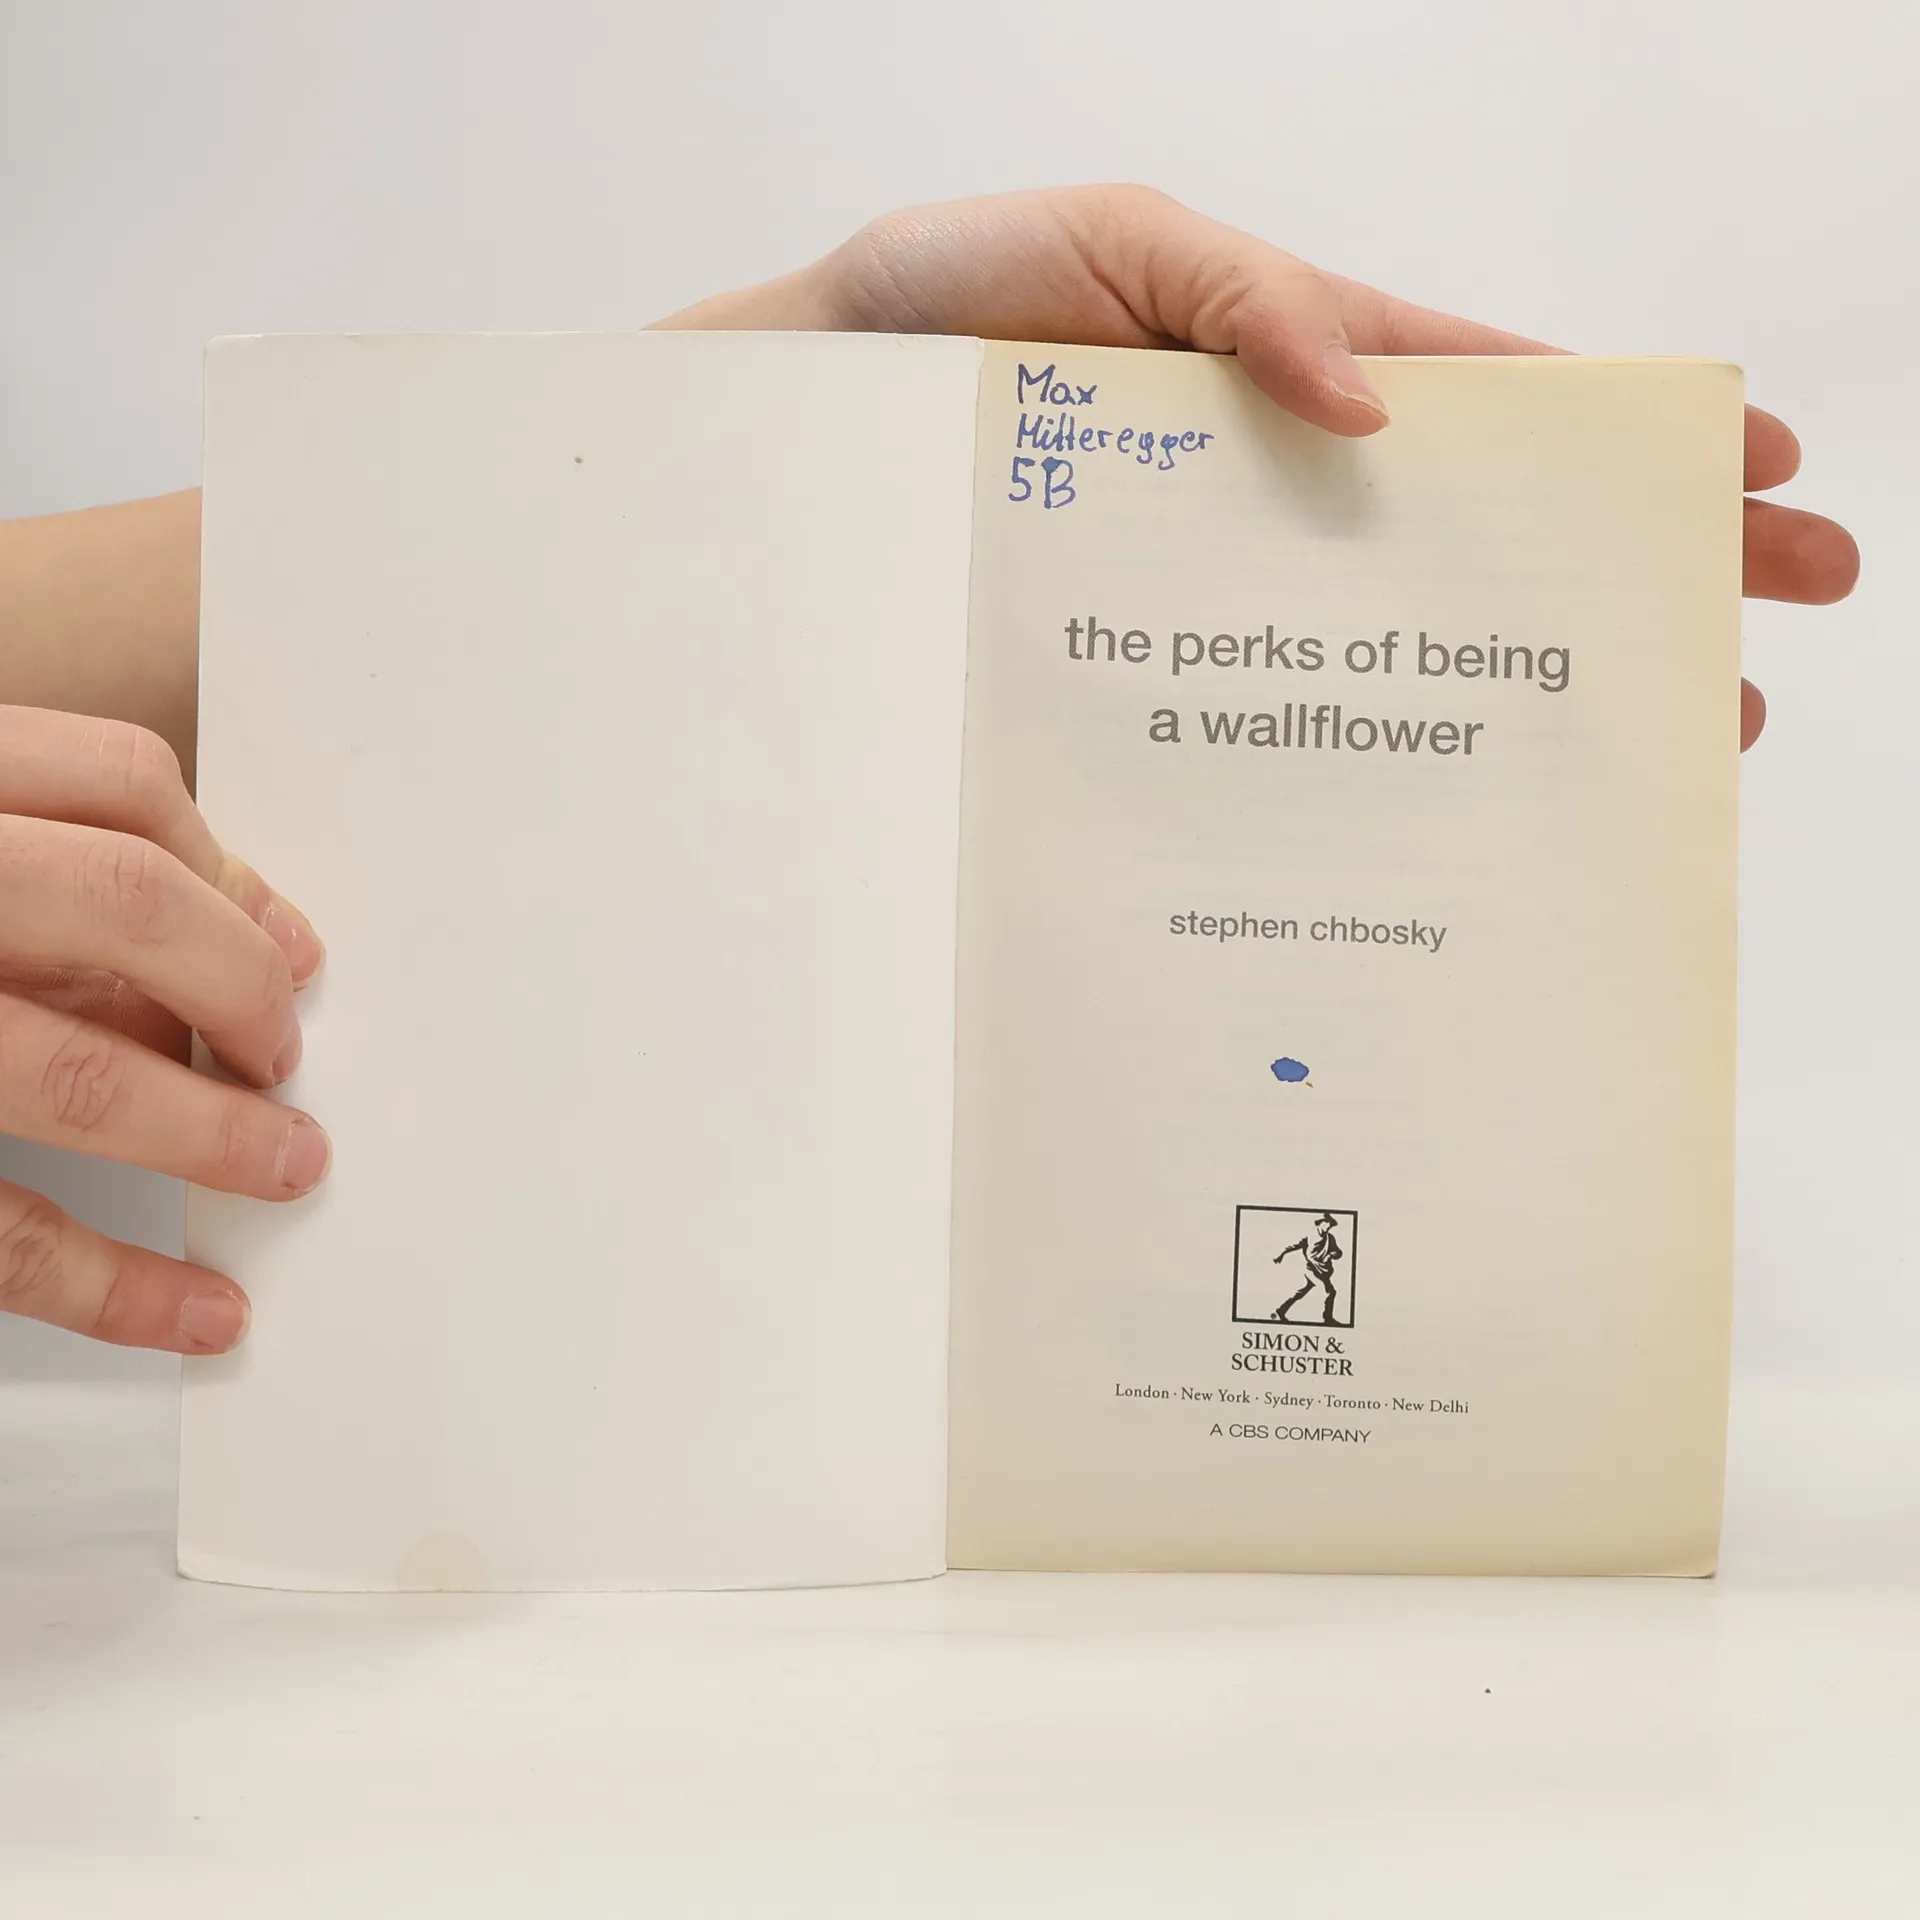 Max
Mitteregger
5B
the perks of being
a wallflower
stephen chbosky
SIMON &
SCHUSTER
London · New York · Sydney · Toronto · New Delhi
A CBS COMPANY